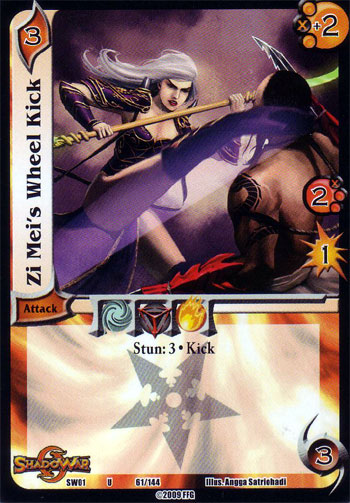 3
+2
Zi Mei's Wheel Kick
2
1
Attack
Stun: 3 • Kick
3
SHADOWAR
SW01 U 61/144 Illus. Angga Satriohadi
©2009 FFG